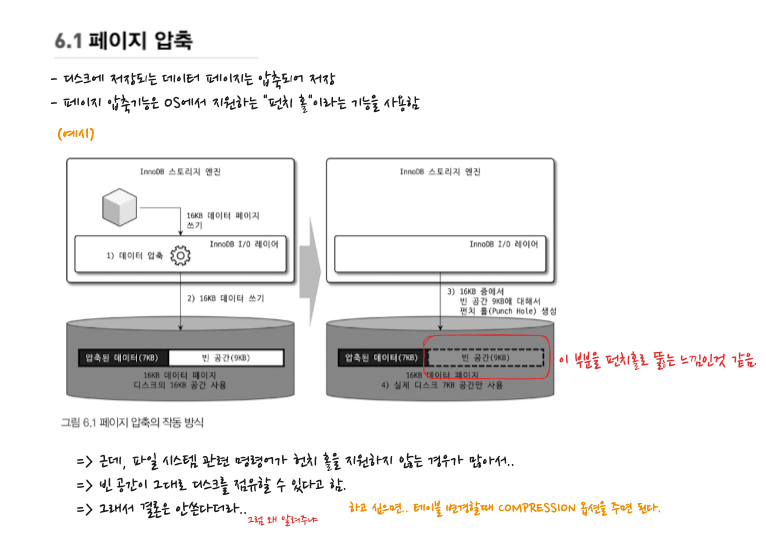 6.1 페이지 압축
- 디스크에 저장되는 데이터 페이지는 압축되어 저장
- 페이지 압축기능은 OS에서 지원하는 "펀치 홀"이라는 기능을 사용함
(예시)
InnoDB 스토리지 엔진
16KB 데이터 페이지
쓰기
InnoDB I/O 레이어
1) 데이터 압축
2) 16KB 데이터 쓰기
압축된 데이터(7KB)
빈 공간(9KB)
16KB 데이터 페이지
디스크의 16KB 공간 사용
InnoDB 스토리지 엔진
InnoDB I/O 레이어
3) 16KB 중에서
빈 공간 9KB에 대해서
펀치 홀(Punch Hole) 생성
압축된 데이터(7KB)
빈 공간(9KB)
이 부분을 펀치홀로 뚫는 느낌인것 같음.
16KB 데이터 페이지
4) 실제 디스크 7KB 공간만 사용
그림 6.1 페이지 압축의 작동 방식
=> 근데, 파일 시스템 관련 명령어가 펀치 홀을 지원하지 않는 경우가 많아서..
=> 빈 공간이 그대로 디스크를 점유할 수 있다고 함.
=> 그래서 결론은 안쓴다더라..
그럼 왜 알려주냐
하고 싶으면.. 테이블 변경할때 COMPRESSION 옵션을 주면 된다.